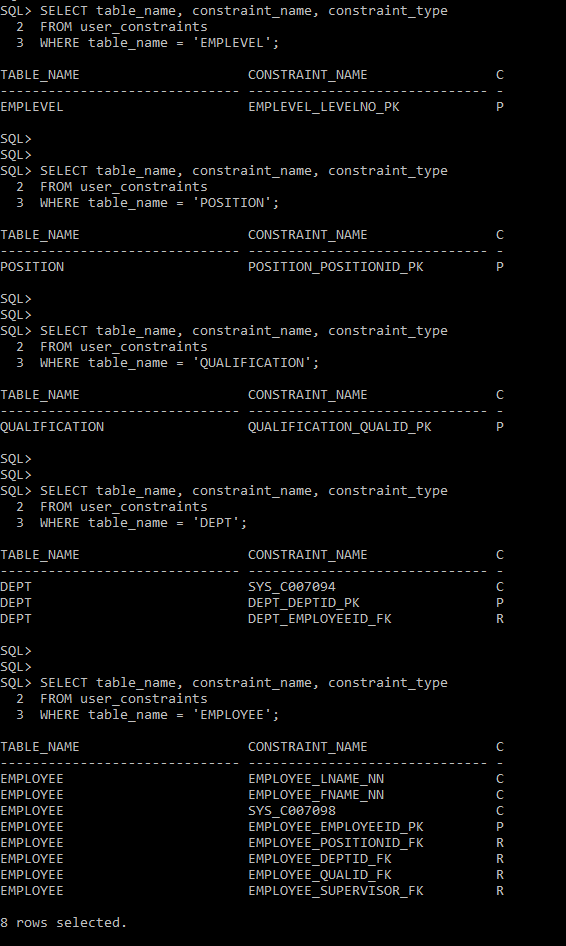 SQL> SELECT table_name, constraint_name, constraint_type
  2  FROM user_constraints
  3  WHERE table_name = 'EMPLEVEL';

TABLE_NAME                     CONSTRAINT_NAME                C
------------------------------ ------------------------------ -
EMPLEVEL                       EMPLEVEL_LEVELNO_PK            P

SQL>
SQL>
SQL> SELECT table_name, constraint_name, constraint_type
  2  FROM user_constraints
  3  WHERE table_name = 'POSITION';

TABLE_NAME                     CONSTRAINT_NAME                C
------------------------------ ------------------------------ -
POSITION                       POSITION_POSITIONID_PK         P

SQL>
SQL>
SQL> SELECT table_name, constraint_name, constraint_type
  2  FROM user_constraints
  3  WHERE table_name = 'QUALIFICATION';

TABLE_NAME                     CONSTRAINT_NAME                C
------------------------------ ------------------------------ -
QUALIFICATION                  QUALIFICATION_QUALID_PK        P

SQL>
SQL>
SQL> SELECT table_name, constraint_name, constraint_type
  2  FROM user_constraints
  3  WHERE table_name = 'DEPT';

TABLE_NAME                     CONSTRAINT_NAME                C
------------------------------ ------------------------------ -
DEPT                           SYS_C007094                    C
DEPT                           DEPT_DEPTID_PK                 P
DEPT                           DEPT_EMPLOYEEID_FK             R

SQL>
SQL>
SQL> SELECT table_name, constraint_name, constraint_type
  2  FROM user_constraints
  3  WHERE table_name = 'EMPLOYEE';

TABLE_NAME                     CONSTRAINT_NAME                C
------------------------------ ------------------------------ -
EMPLOYEE                       EMPLOYEE_LNAME_NN              C
EMPLOYEE                       EMPLOYEE_FNAME_NN              C
EMPLOYEE                       SYS_C007098                    C
EMPLOYEE                       EMPLOYEE_EMPLOYEEID_PK         P
EMPLOYEE                       EMPLOYEE_POSITIONID_FK         R
EMPLOYEE                       EMPLOYEE_DEPTID_FK             R
EMPLOYEE                       EMPLOYEE_QUALID_FK             R
EMPLOYEE                       EMPLOYEE_SUPERVISOR_FK         R

8 rows selected.